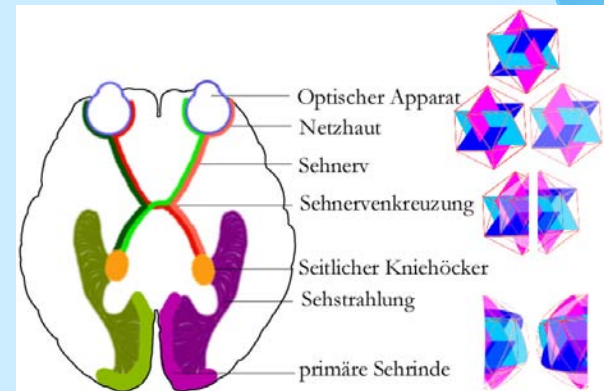 Optischer Apparat
Netzhaut
Sehnerv
Sehnervenkreuzung
Seitlicher Kniehöcker
Sehstrahlung
primäre Sehrinde